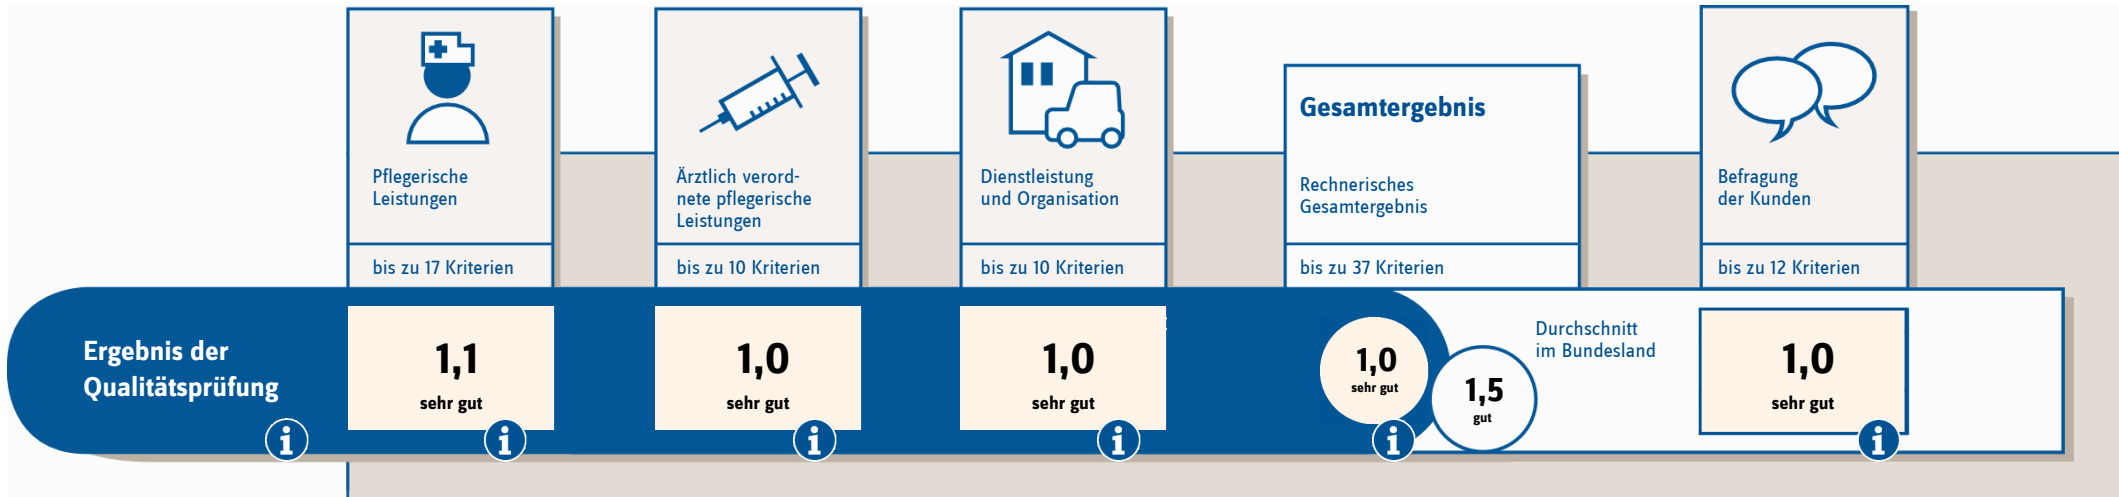 Pflegerische
Leistungen
bis zu 17 Kriterien
Ärztlich verord-
nete pflegerische
Leistungen
bis zu 10 Kriterien
Dienstleistung
und Organisation
bis zu 10 Kriterien
Gesamtergebnis
Rechnerisches
Gesamtergebnis
bis zu 37 Kriterien
Befragung
der Kunden
bis zu 12 Kriterien
Ergebnis der
Qualitätsprüfung
1,1
sehr gut
1,0
sehr gut
1,0
sehr gut
1,0
sehr gut
1,5
gut
Durchschnitt
im Bundesland
1,0
sehr gut